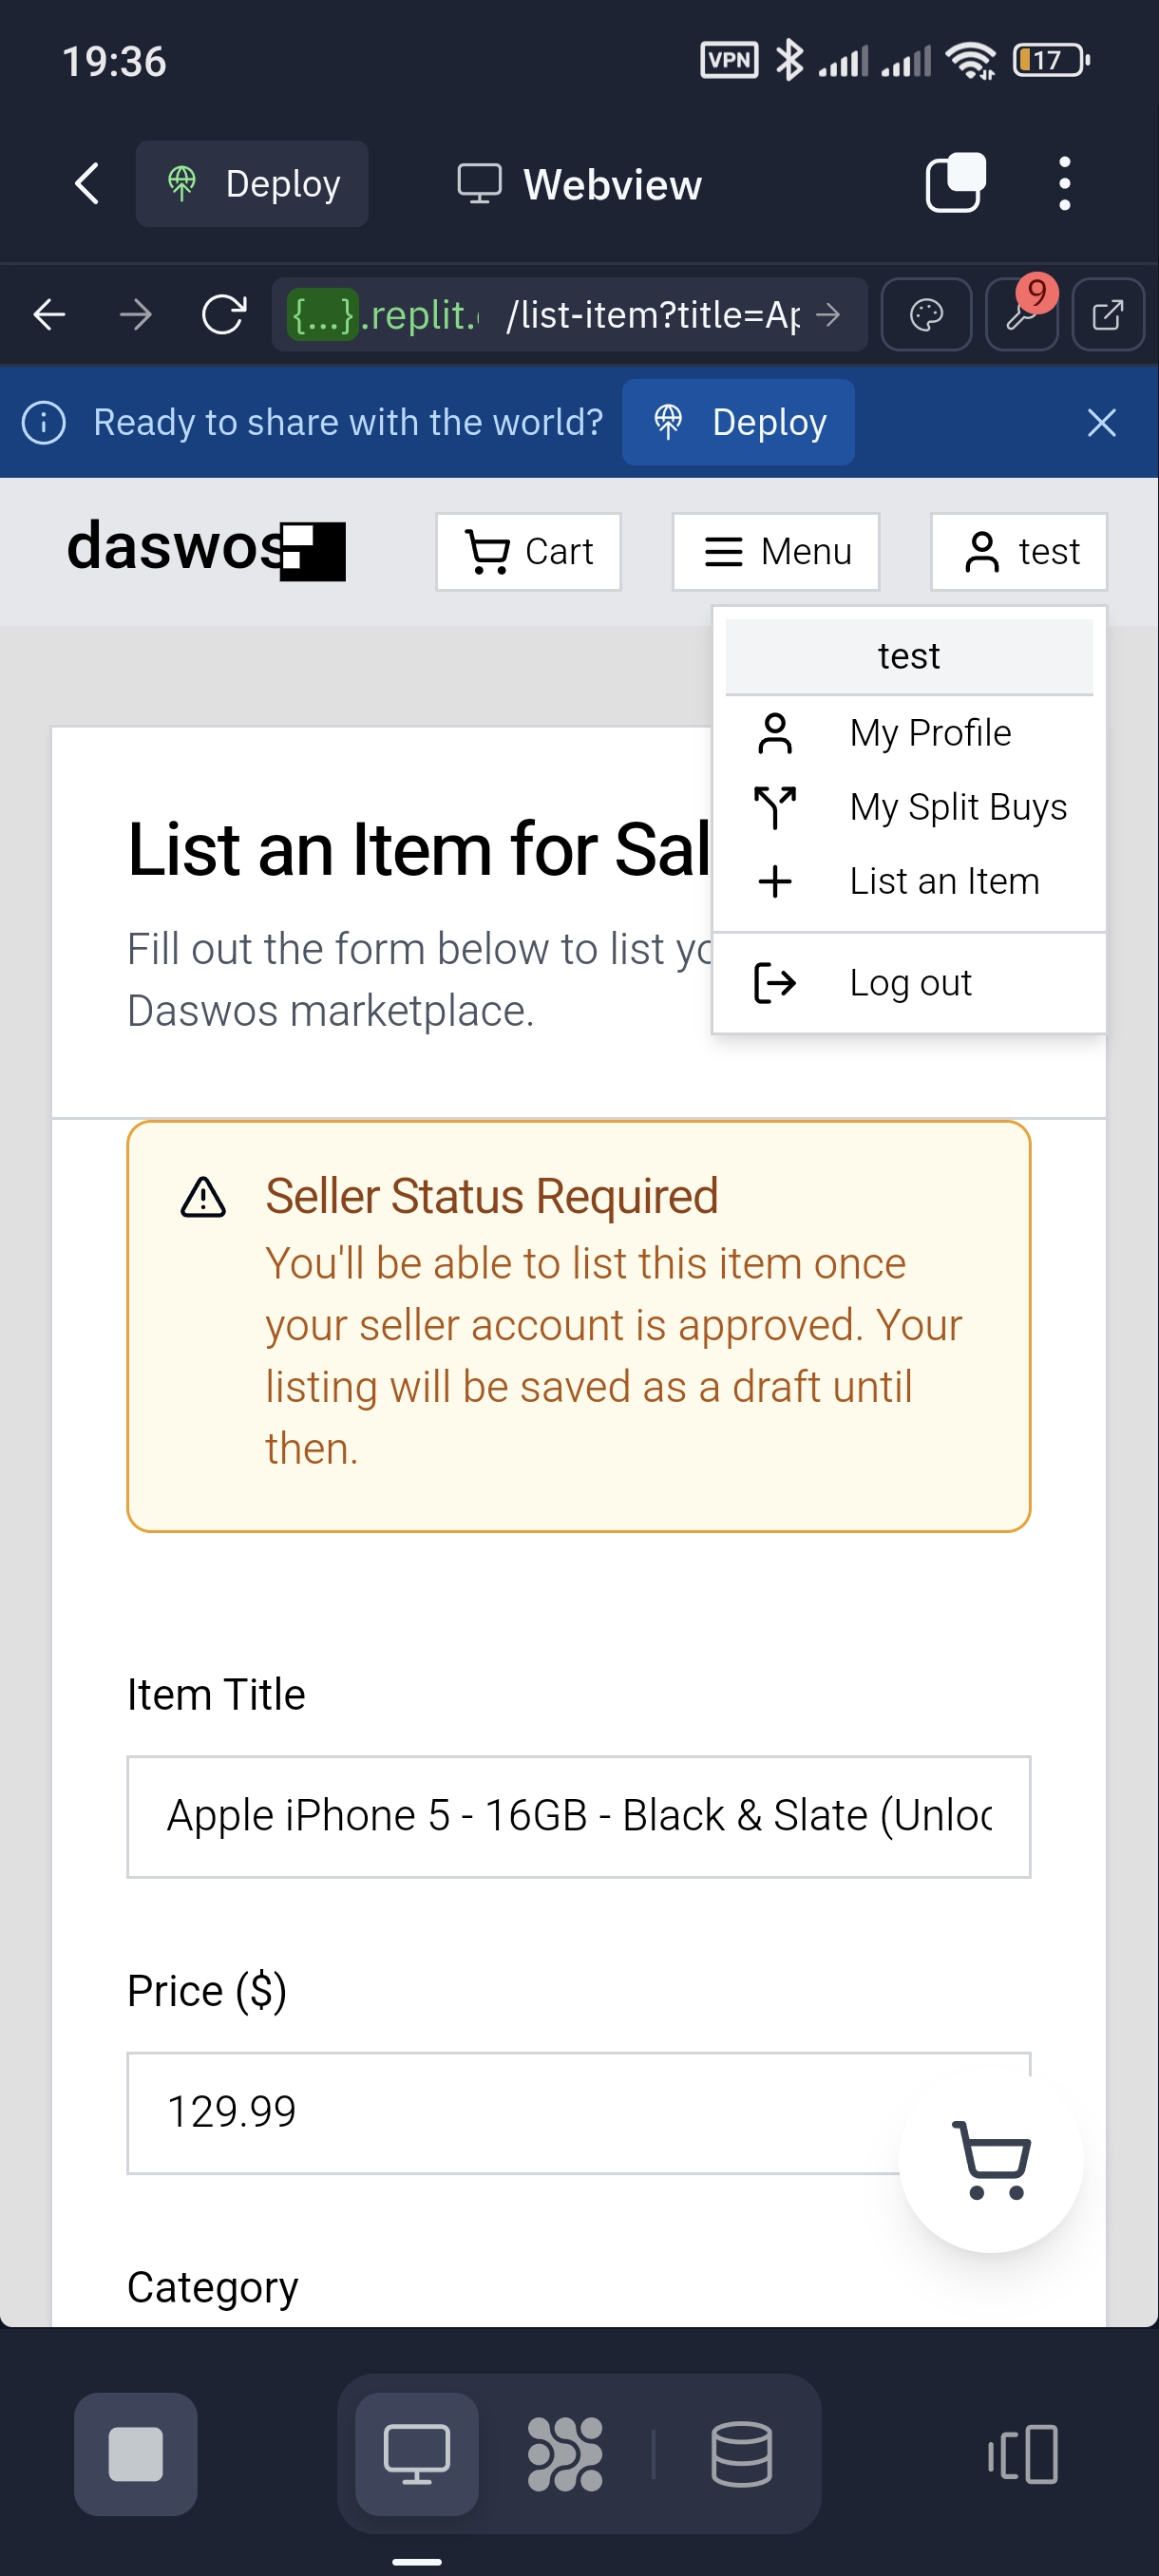 19:36
VPN
17
Deploy
Webview
{...}.replit.
/list-item?title=Ap
9
Ready to share with the world?
Deploy
daswos
Cart
Menu
test
test
My Profile
My Split Buys
List an Item
Log out
List an Item for Sal
Fill out the form below to list yo
Daswos marketplace.
Seller Status Required
You'll be able to list this item once
your seller account is approved. Your
listing will be saved as a draft until
then.
Item Title
Apple iPhone 5 - 16GB - Black & Slate (Unloc
Price ($)
129.99
Category